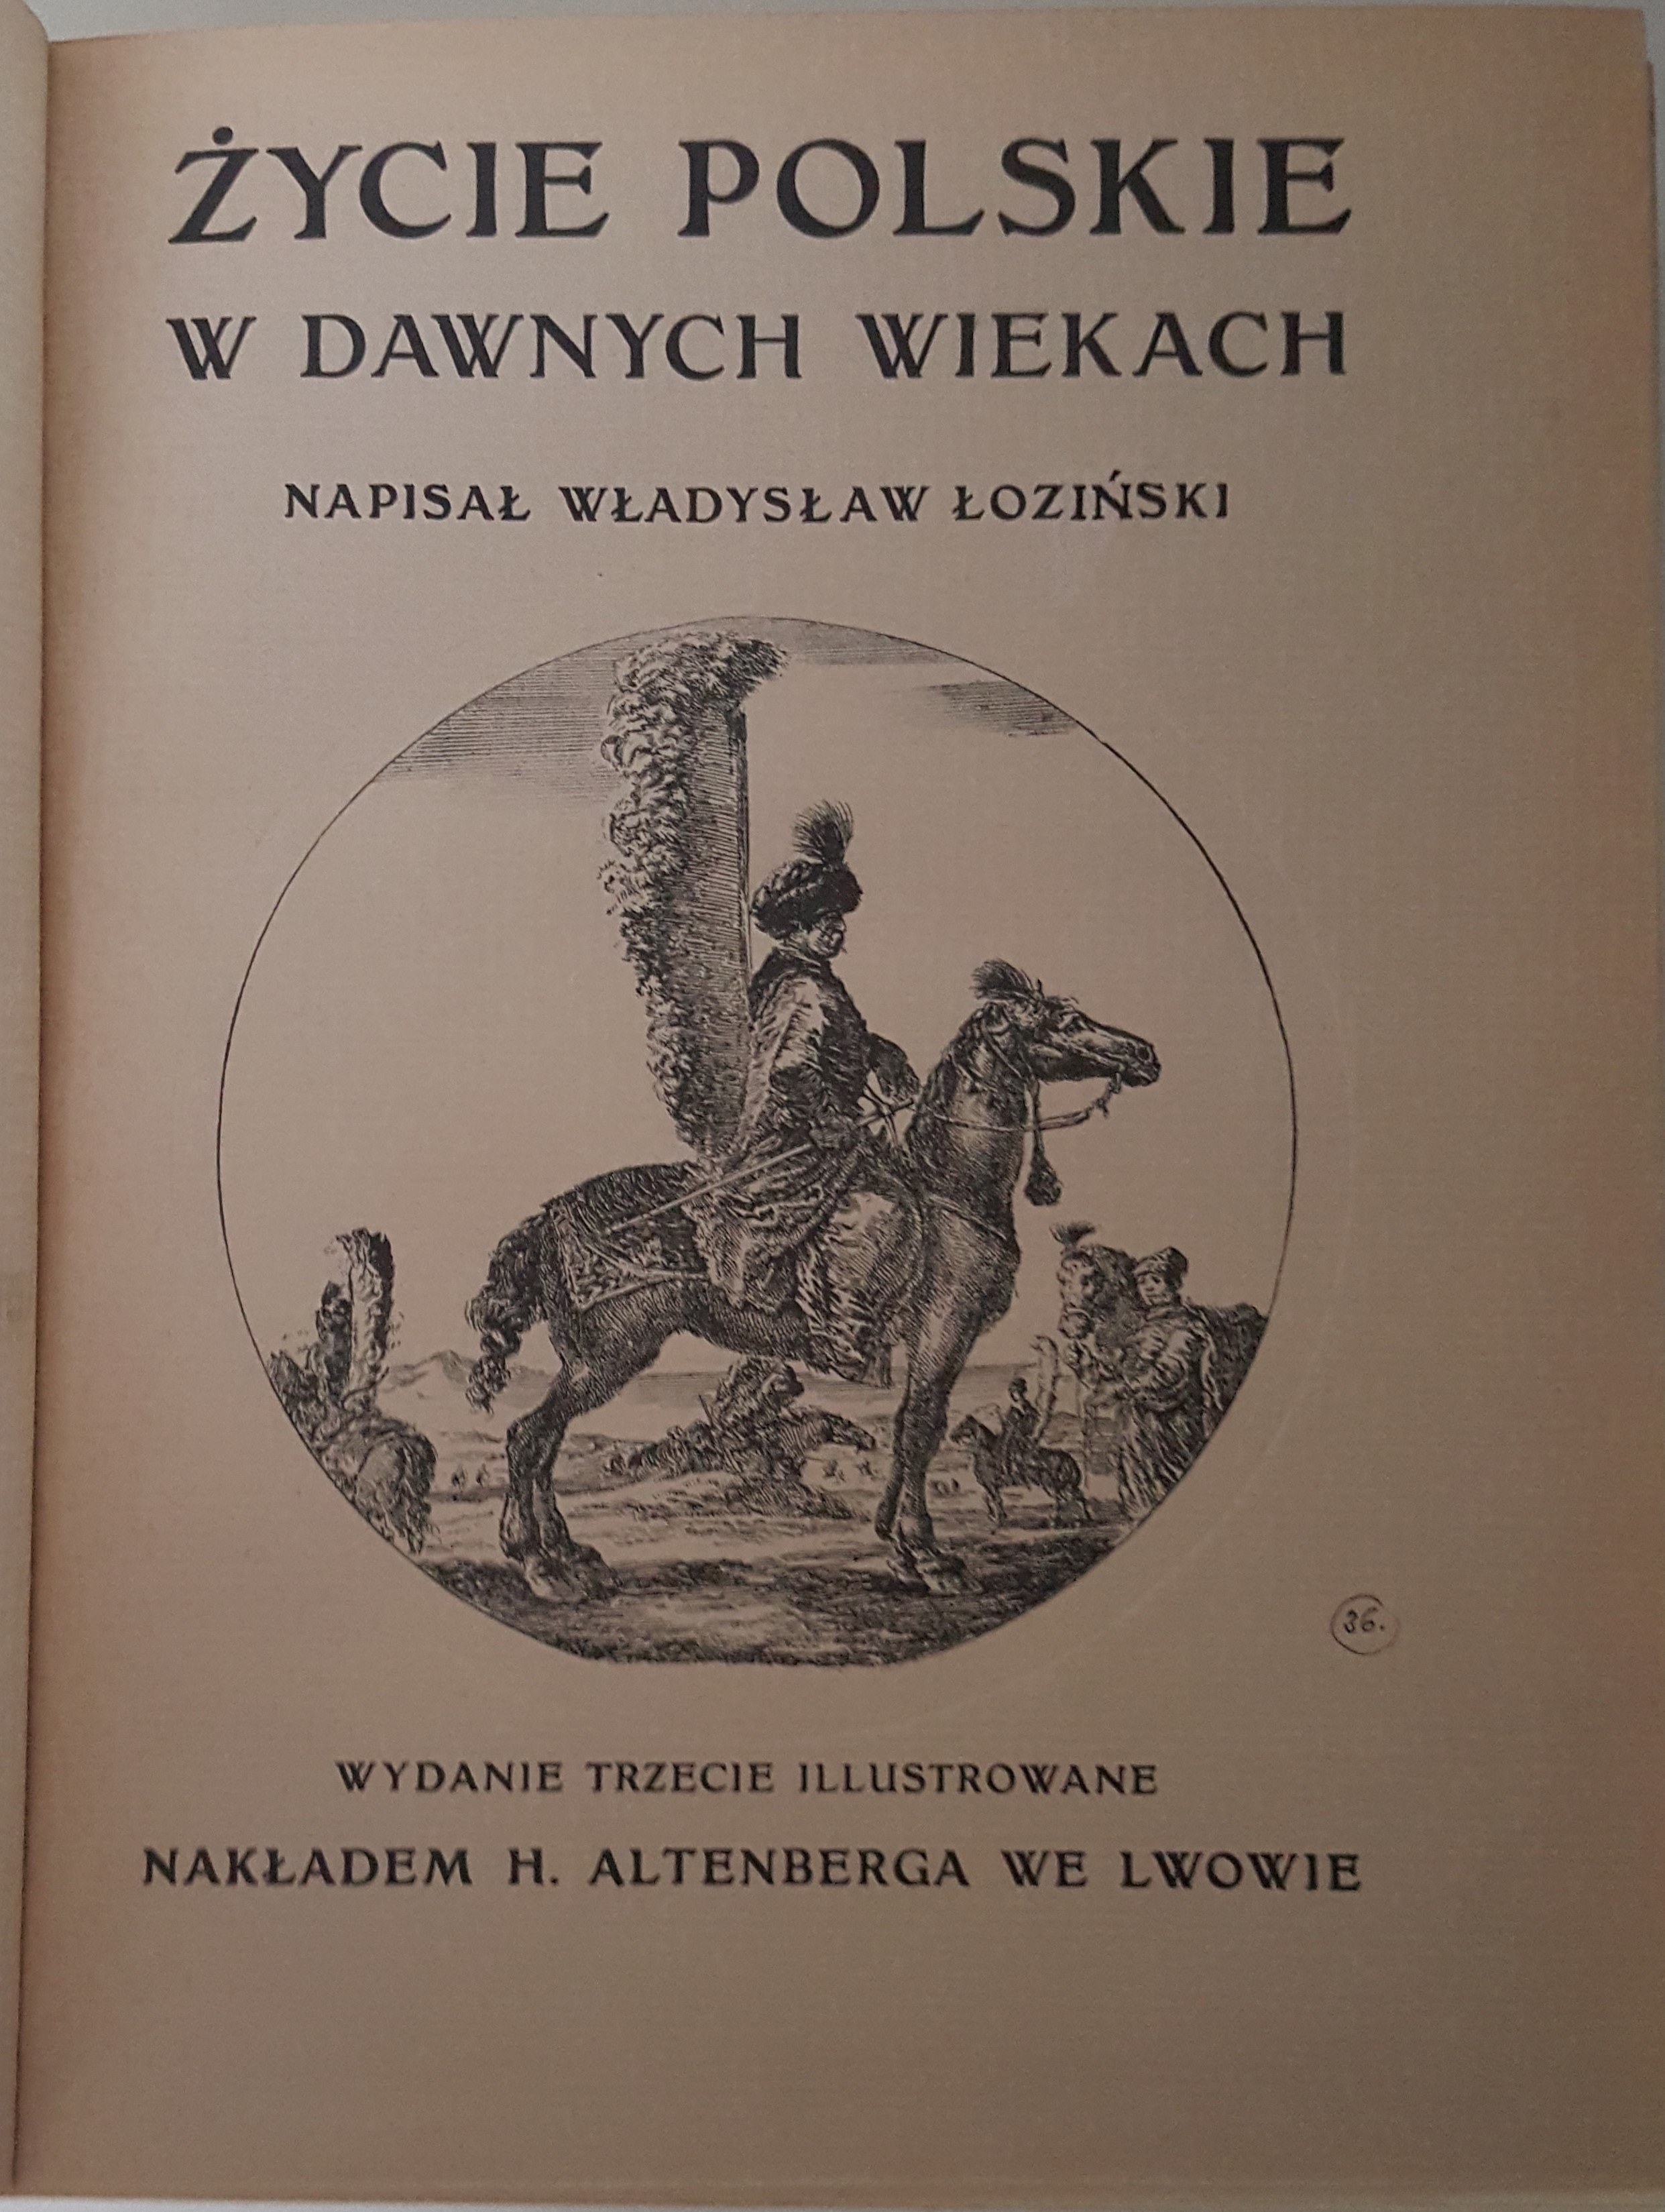 ŻYCIE POLSKIE
W DAWNYCH WIEKACH
NAPISAŁ WŁADYSŁAW ŁOZIŃSKI
36.
WYDANIE TRZECIE ILLUSTROWANE
NAKŁADEM H. ALTENBERGA WE LWOWIE